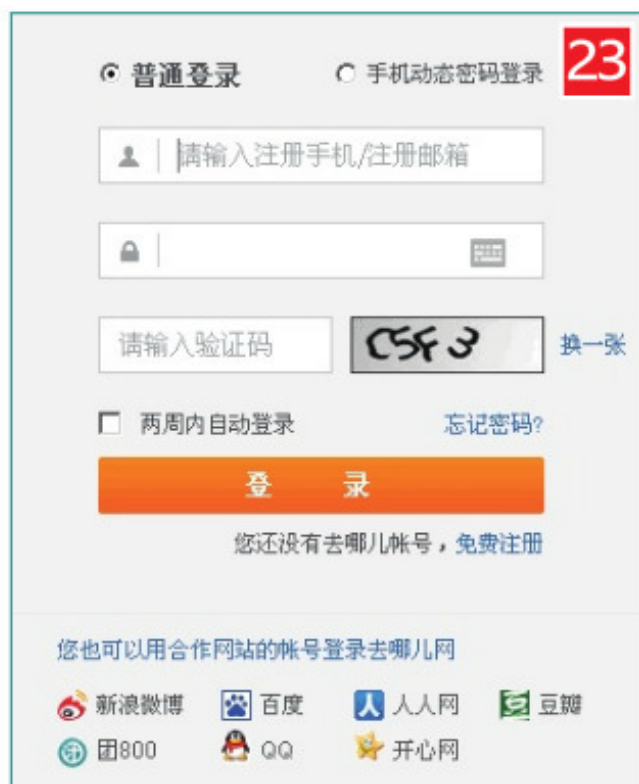 普通登录 手机动态密码登录 23
请输入注册手机/注册邮箱
请输入验证码 C5F3 换一张
两周内自动登录 忘记密码?
登 录
您还没有去哪儿帐号，免费注册
您也可以用合作网站的帐号登录去哪儿网
新浪微博 百度 人人网 豆瓣
团800 QQ 开心网